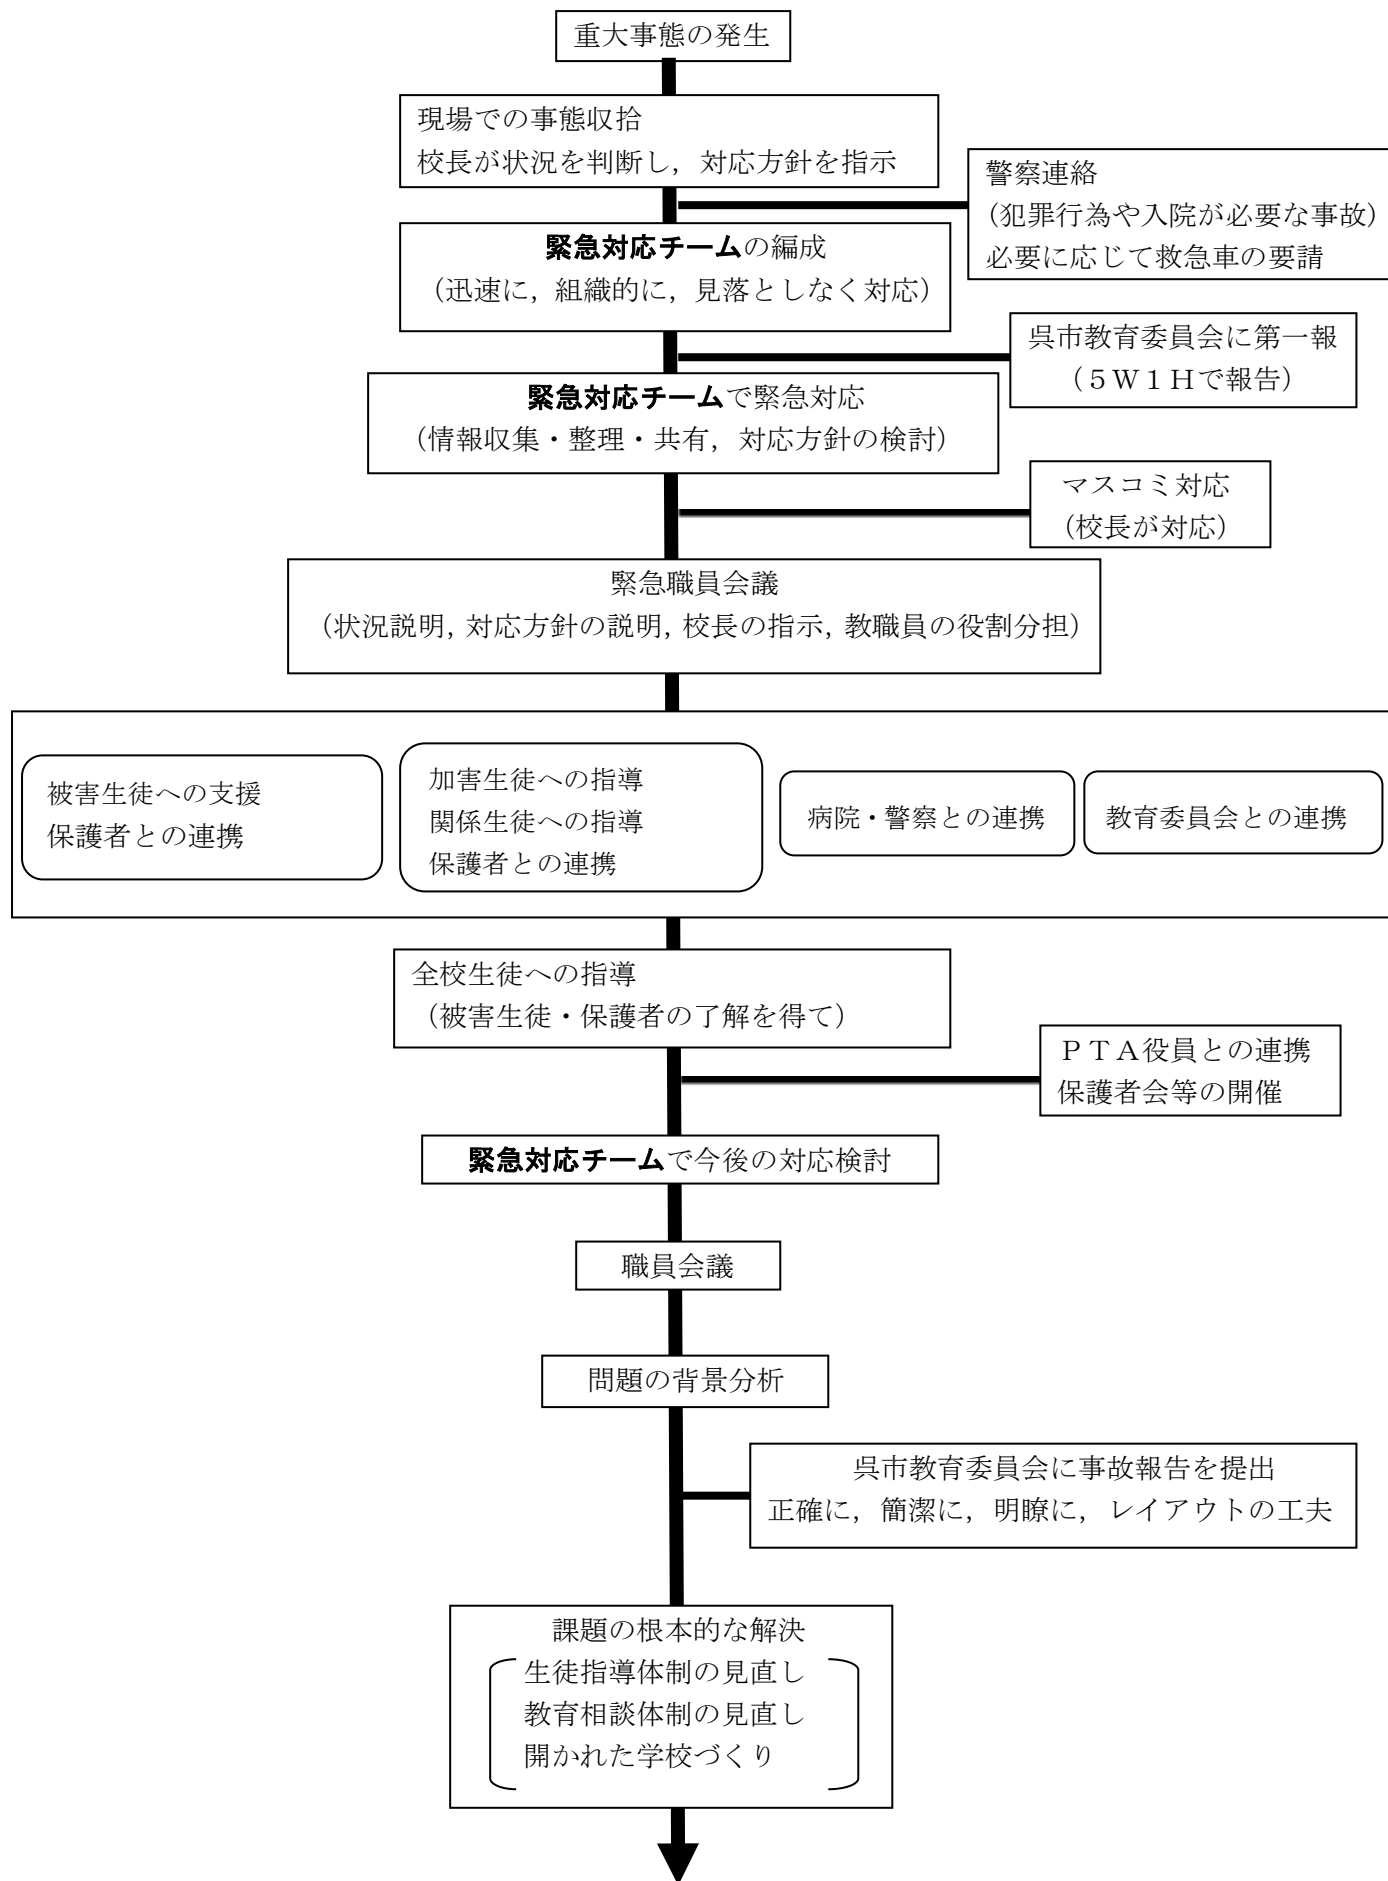 重大事態の発生
現場での事態収拾
校長が状況を判断し，対応方針を指示
警察連絡
（犯罪行為や入院が必要な事故）
必要に応じて救急車の要請
緊急対応チームの編成
（迅速に，組織的に，見落としなく対応）
呉市教育委員会に第一報
（５Ｗ１Ｈで報告）
緊急対応チームで緊急対応
（情報収集・整理・共有，対応方針の検討）
マスコミ対応
（校長が対応）
緊急職員会議
（状況説明，対応方針の説明，校長の指示，教職員の役割分担）
被害生徒への支援
保護者との連携
加害生徒への指導
関係生徒への指導
保護者との連携
病院・警察との連携
教育委員会との連携
全校生徒への指導
（被害生徒・保護者の了解を得て）
ＰＴＡ役員との連携
保護者会等の開催
緊急対応チームで今後の対応検討
職員会議
問題の背景分析
呉市教育委員会に事故報告を提出
正確に，簡潔に，明瞭に，レイアウトの工夫
課題の根本的な解決
生徒指導体制の見直し
教育相談体制の見直し
開かれた学校づくり